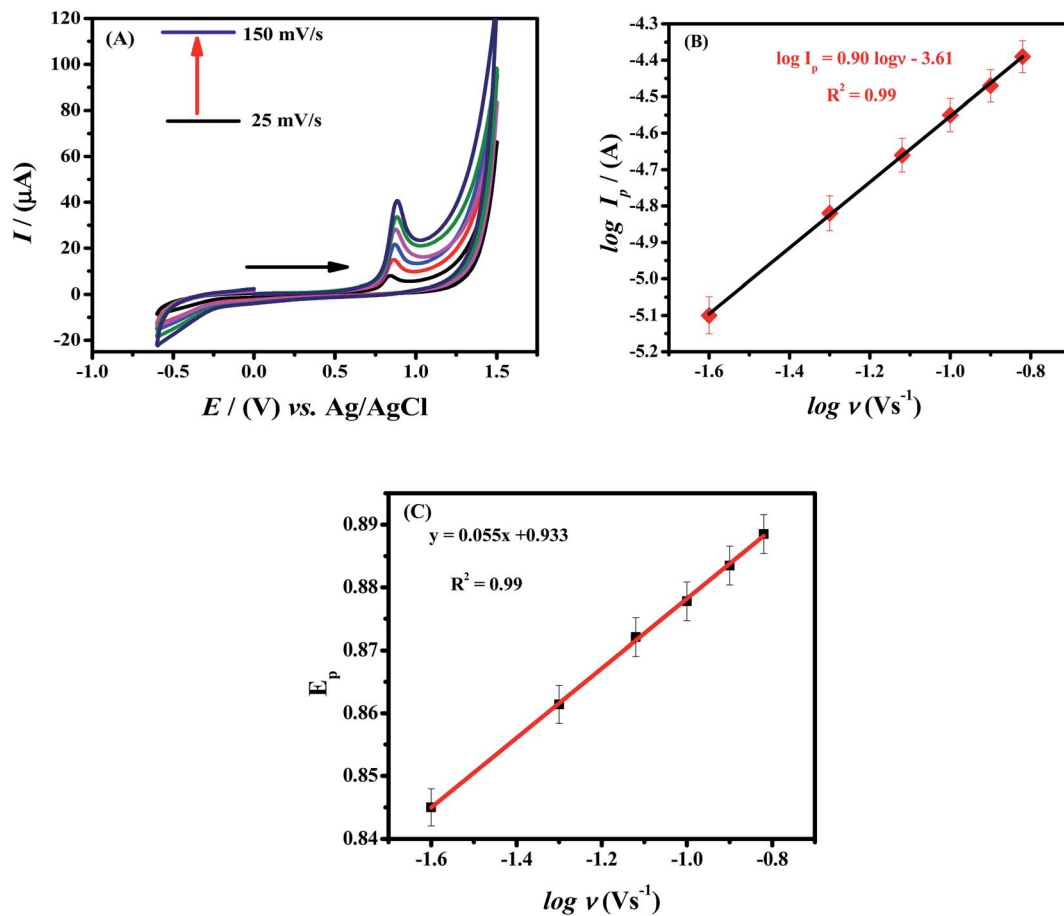 (A)
150 mV/s
25 mV/s
120
100
80
60
40
20
0
-20
I / (μA)
-1.0 -0.5 0.0 0.5 1.0 1.5
E / (V) vs. Ag/AgCl
(B)
log I_p = 0.90 logν - 3.61
R² = 0.99
-4.3
-4.4
-4.5
-4.6
-4.7
-4.8
-4.9
-5.0
-5.1
-5.2
log I_p / (A)
-1.6 -1.4 -1.2 -1.0 -0.8
log ν (Vs⁻¹)
(C)
y = 0.055x +0.933
R² = 0.99
0.89
0.88
0.87
0.86
0.85
0.84
E_p
-1.6 -1.4 -1.2 -1.0 -0.8
log ν (Vs⁻¹)